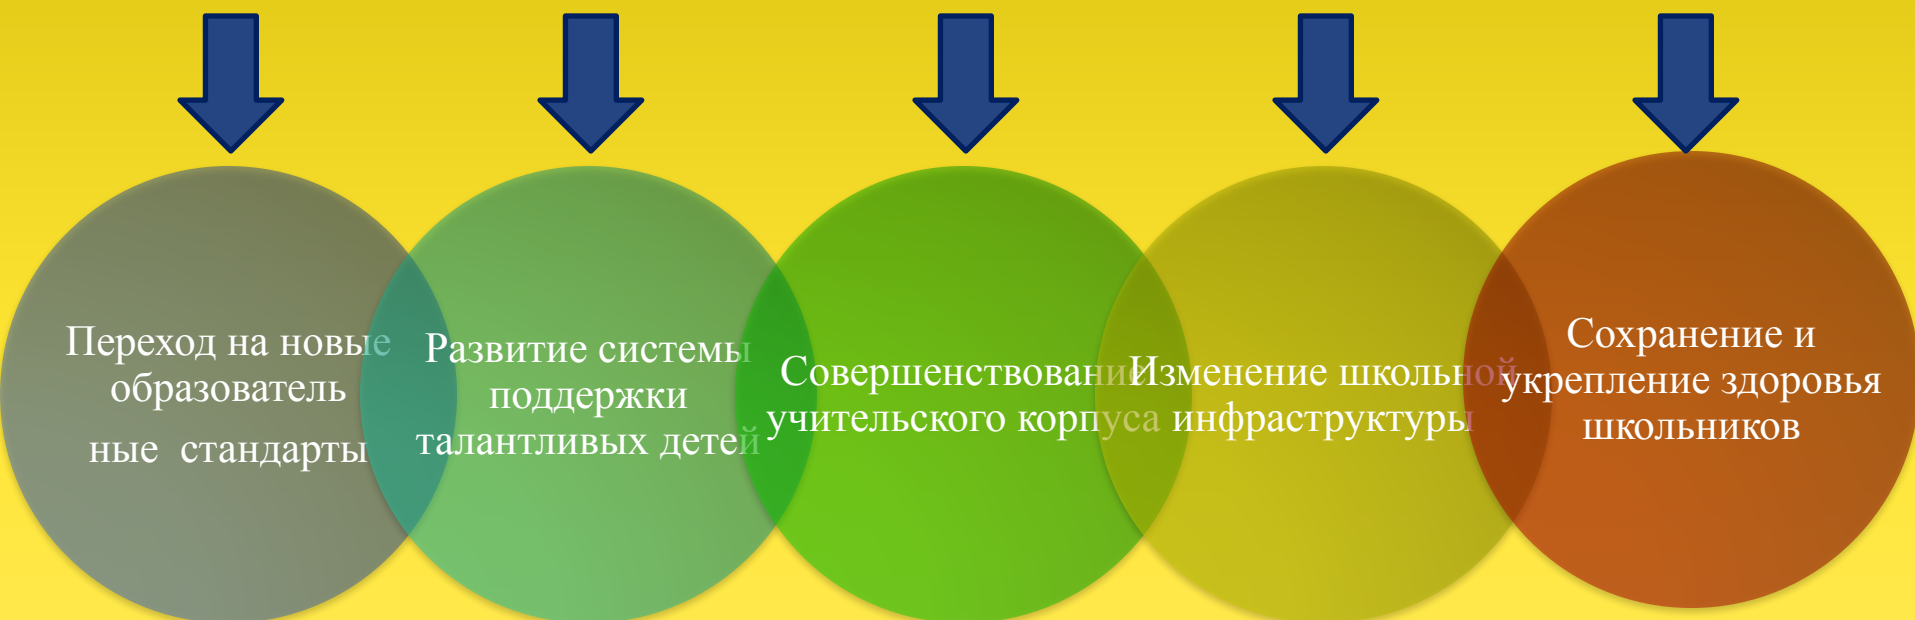 Переход на новые
образователь
ные стандарты
Развитие системы
поддержки
талантливых детей
Совершенствование
учительского корпуса
Изменение школьной
инфраструктуры
Сохранение и
укрепление здоровья
школьников